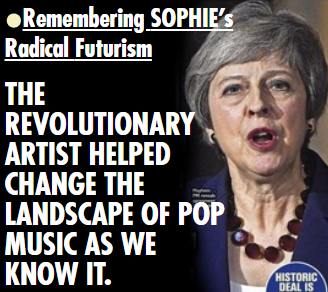 Remembering SOPHIE's
Radical Futurism
THE
REVOLUTIONARY
ARTIST HELPED
CHANGE THE
LANDSCAPE OF POP
MUSIC AS WE
KNOW IT.
HISTORIC
DEAL IS